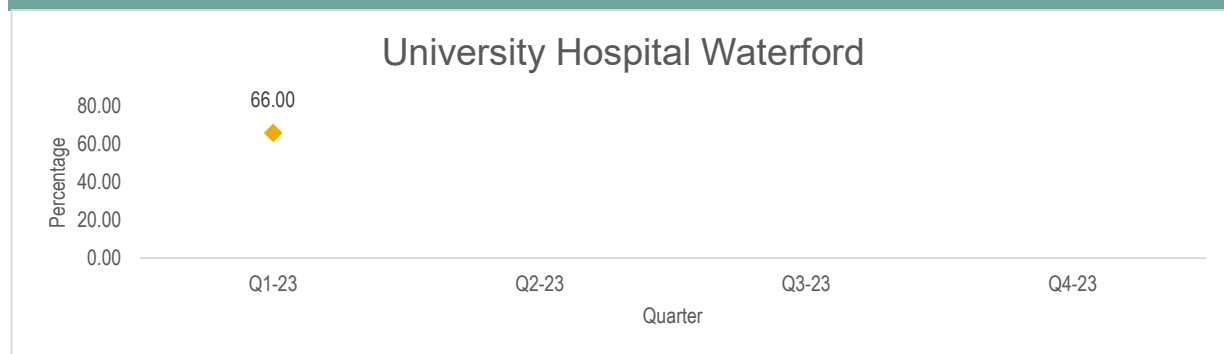 University Hospital Waterford
80.00
66.00
60.00
40.00
20.00
0.00
Percentage
Q1-23 Q2-23 Q3-23 Q4-23
Quarter